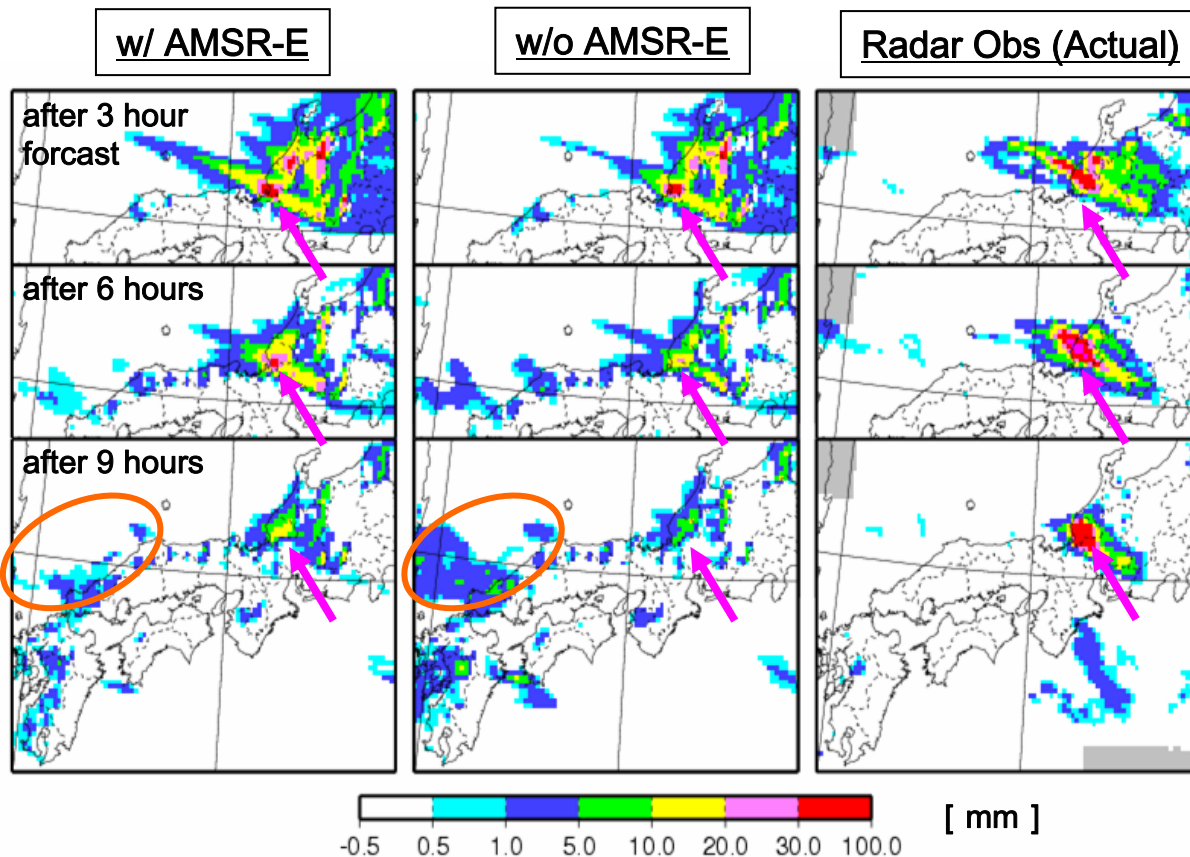 w/ AMSR-E
w/o AMSR-E
Radar Obs (Actual)
after 3 hour
forcast
after 6 hours
after 9 hours
-0.5 0.5 1.0 5.0 10.0 20.0 30.0 100.0
[ mm ]